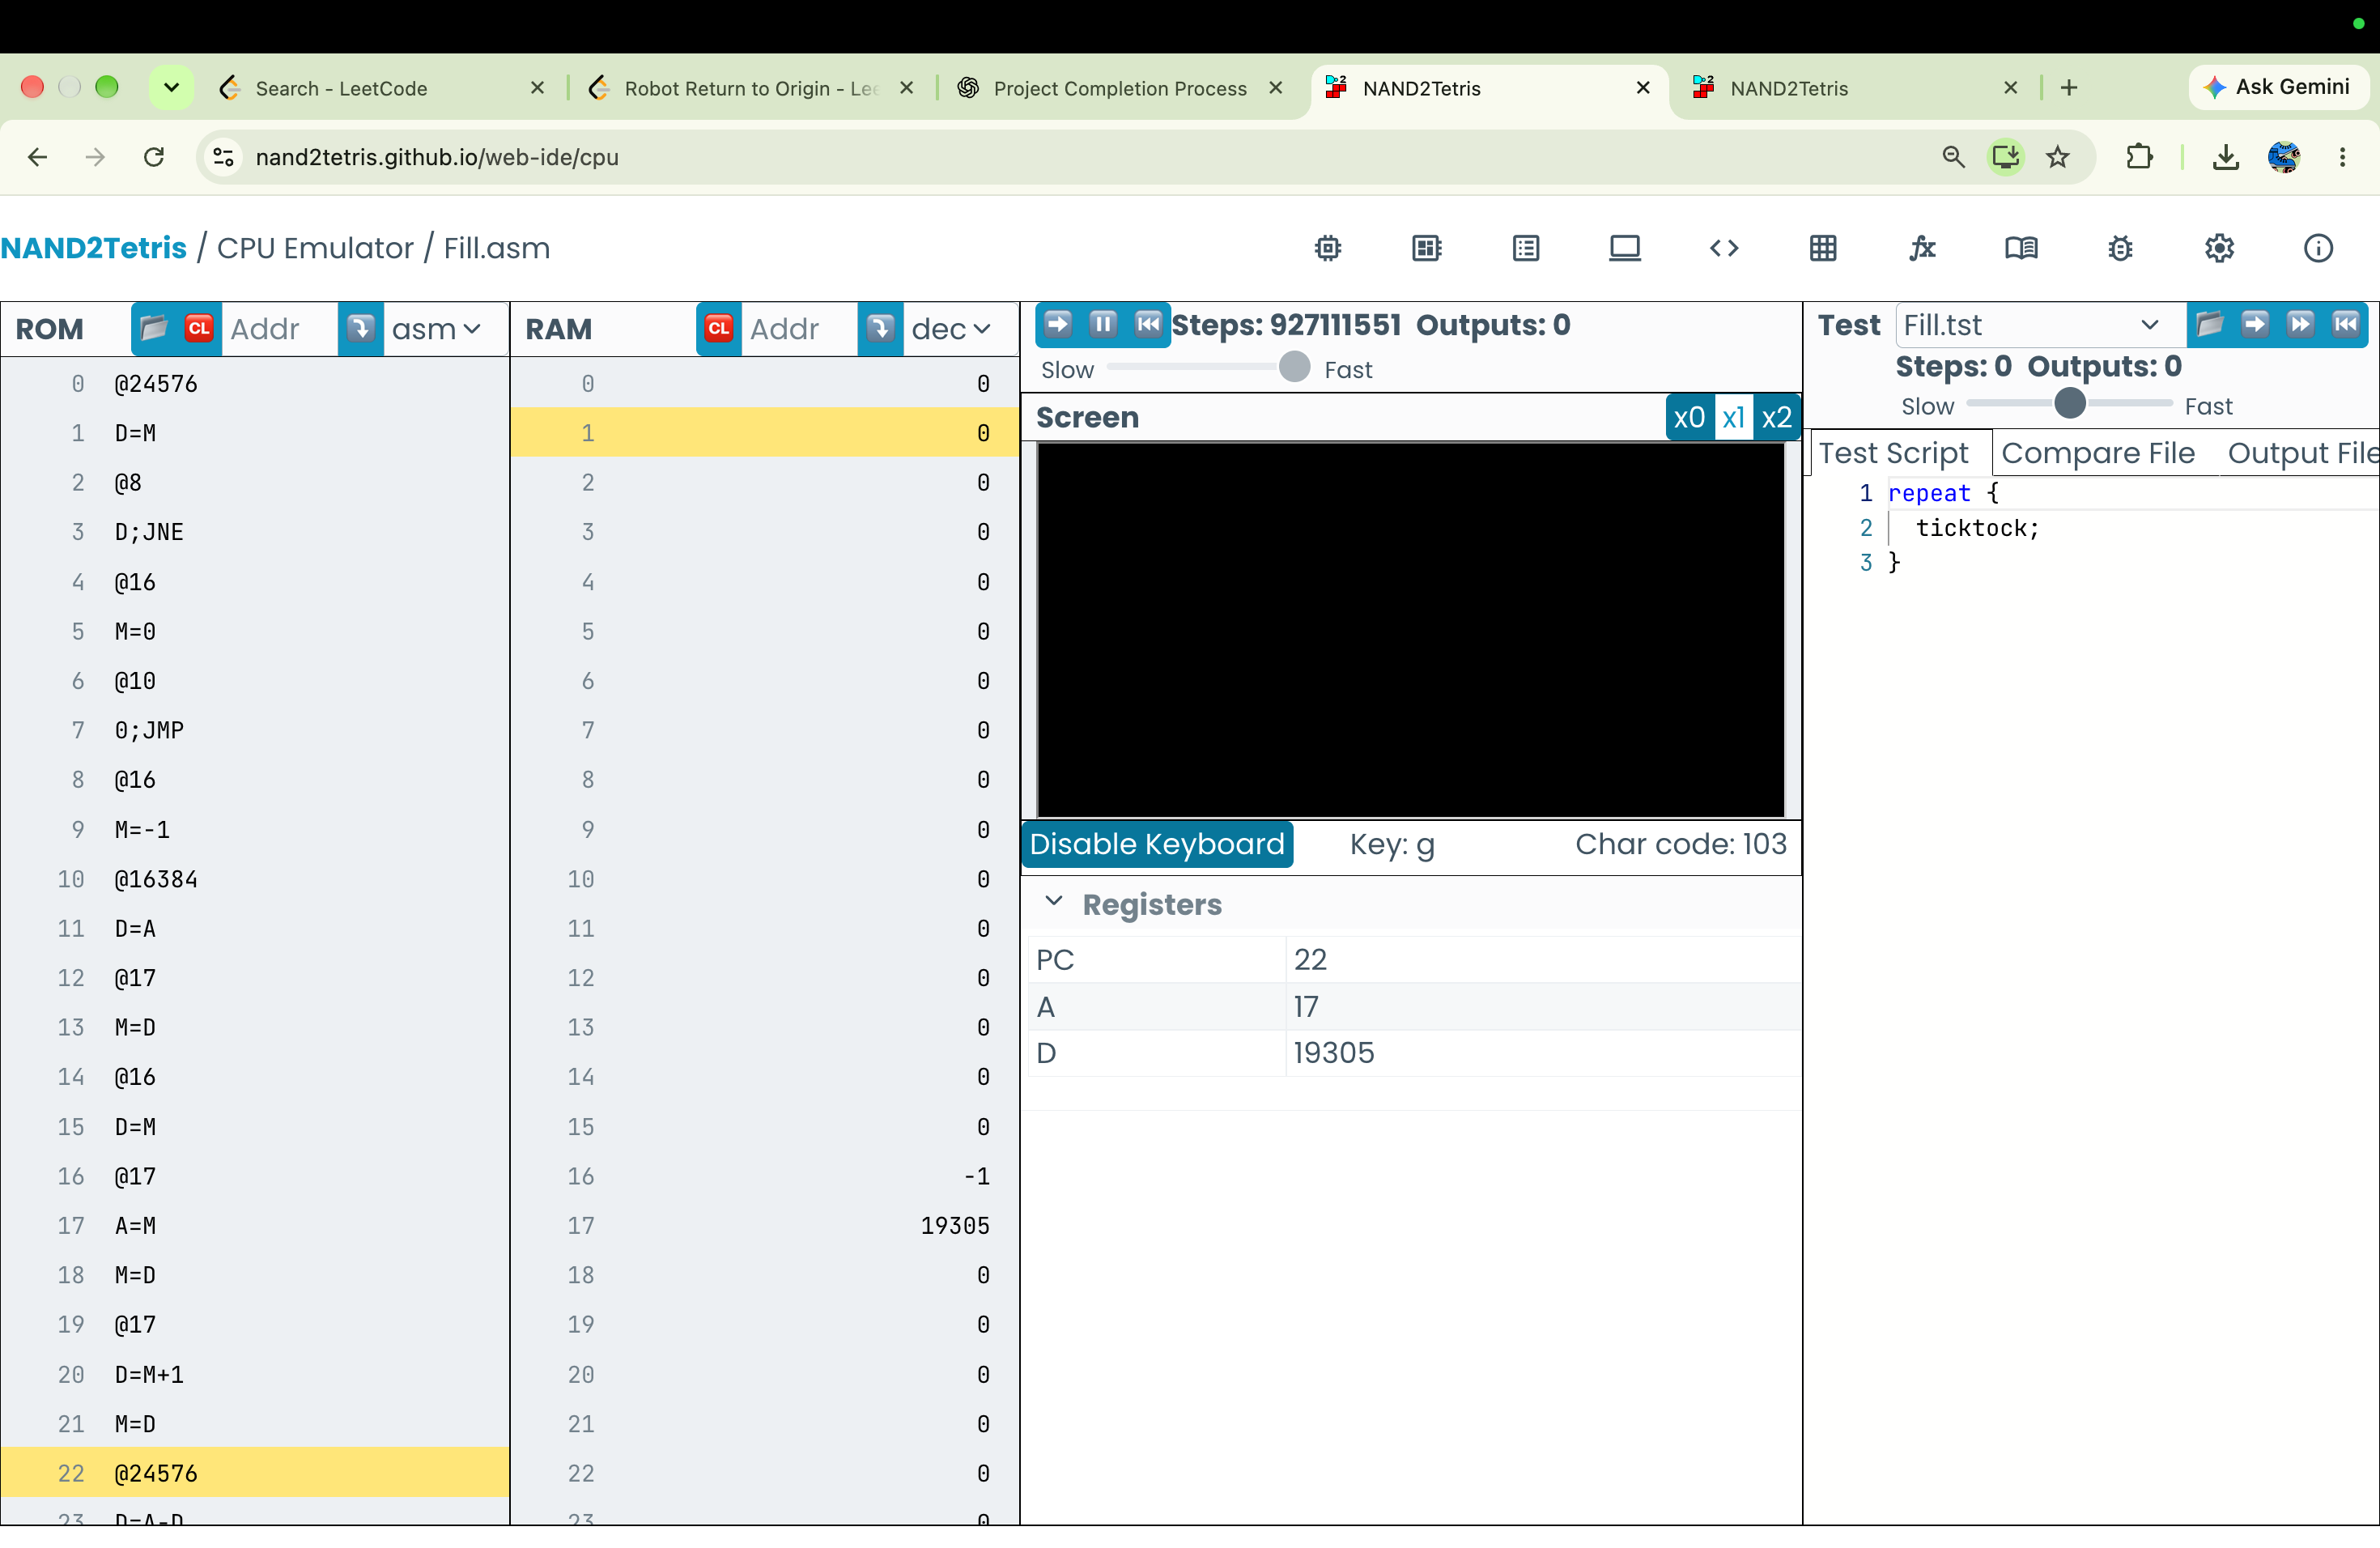 Search - LeetCode
Robot Return to Origin - Lee
Project Completion Process
NAND2Tetris
NAND2Tetris
Ask Gemini
nand2tetris.github.io/web-ide/cpu
NAND2Tetris / CPU Emulator / Fill.asm
ROM CL Addr asm
0 @24576
1 D=M
2 @8
3 D;JNE
4 @16
5 M=0
6 @10
7 0;JMP
8 @16
9 M=-1
10 @16384
11 D=A
12 @17
13 M=D
14 @16
15 D=M
16 @17
17 A=M
18 M=D
19 @17
20 D=M+1
21 M=D
22 @24576
23 D=A-D
RAM CL Addr dec
0 0
1 0
2 0
3 0
4 0
5 0
6 0
7 0
8 0
9 0
10 0
11 0
12 0
13 0
14 0
15 0
16 -1
17 19305
18 0
19 0
20 0
21 0
22 0
23 0
Steps: 927111551 Outputs: 0
Slow Fast
Screen x0 x1 x2
Disable Keyboard Key: g Char code: 103
Registers
PC 22
A 17
D 19305
Test Fill.tst
Steps: 0 Outputs: 0
Slow Fast
Test Script Compare File Output File
1 repeat {
2 ticktock;
3 }